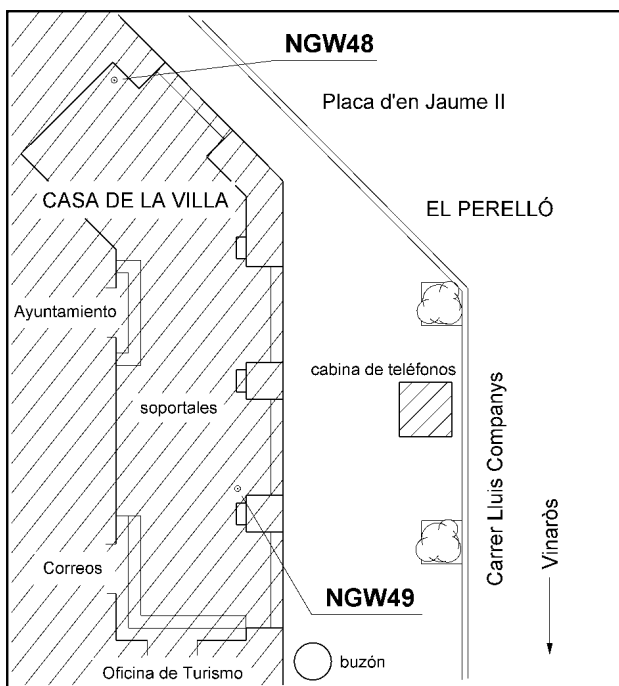 NGW48
Placa d'en Jaume II
CASA DE LA VILLA
EL PERELLÓ
Ayuntamiento
cabina de teléfonos
soportales
Carrer Lluis Companys
Vinaròs
Correos
NGW49
Oficina de Turismo
buzón